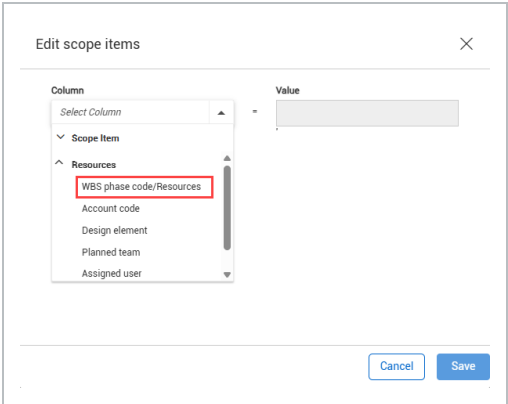 Edit scope items
Column
Value
Select Column
=
Scope Item
Resources
WBS phase code/Resources
Account code
Design element
Planned team
Assigned user
Cancel
Save